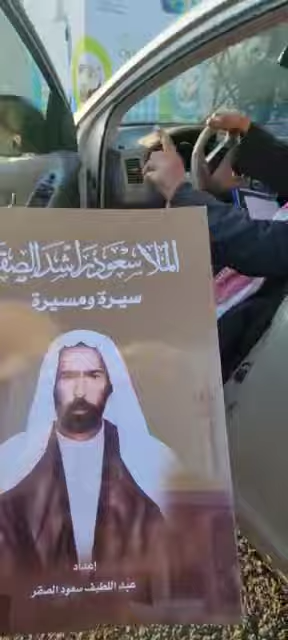 الملا سعود راشد الصقر
سيرة ومسيرة
إعداد
عبد اللطيف سعود الصقر